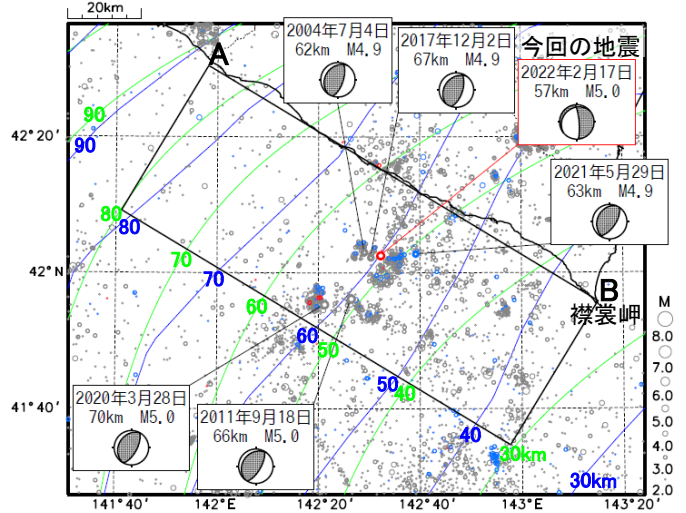 20km
2004年7月4日
62km M4.9
2017年12月2日
67km M4.9
今回の地震
2022年2月17日
57km M5.0
2021年5月29日
63km M4.9
A
90
90
42°20′
80
80
70
70
42°N
60
60
50
50
40
40
30km
30km
B
襟裳岬
M
8.0
7.0
6.0
5.0
4.0
3.0
2.0
2020年3月28日
70km M5.0
2011年9月18日
66km M5.0
41°40′
141°40′
142°E
142°20′
142°40′
143°E
143°20′